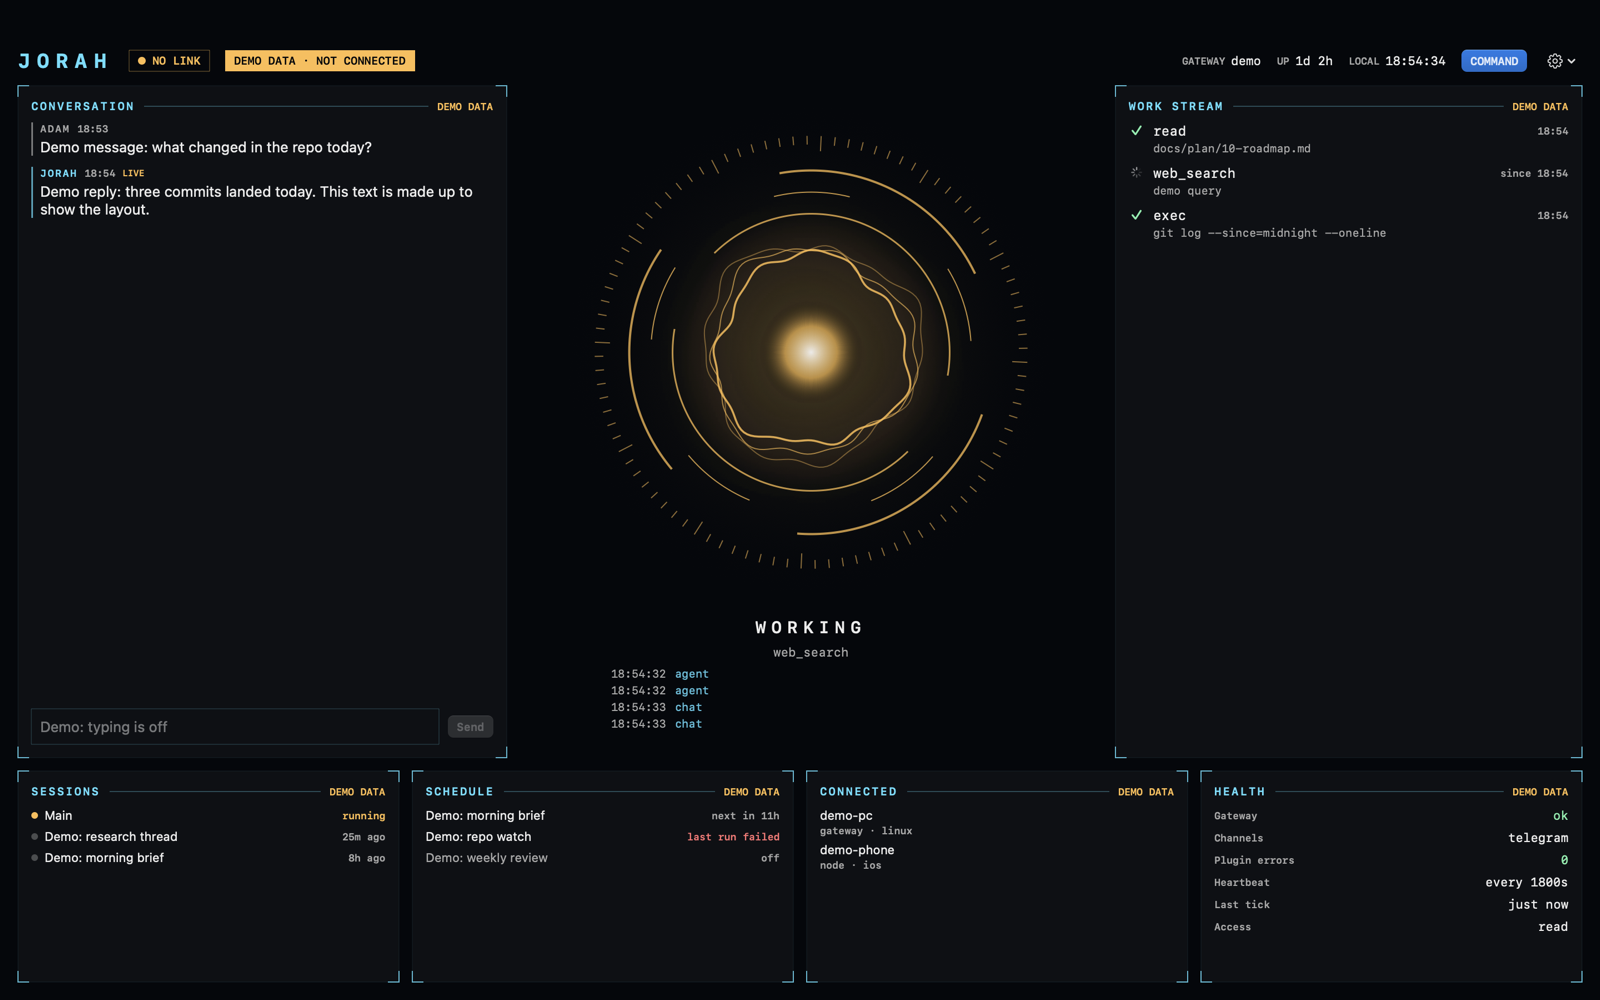 JORAH
NO LINK
DEMO DATA · NOT CONNECTED
GATEWAY demo
UP 1d 2h
LOCAL 18:54:34
COMMAND
CONVERSATION
DEMO DATA
ADAM 18:53
Demo message: what changed in the repo today?
JORAH 18:54 LIVE
Demo reply: three commits landed today. This text is made up to
show the layout.
Demo: typing is off
Send
WORKING
web_search
18:54:32 agent
18:54:32 agent
18:54:33 chat
18:54:33 chat
WORK STREAM
DEMO DATA
read 18:54
docs/plan/10-roadmap.md
web_search since 18:54
demo query
exec 18:54
git log --since=midnight --oneline
SESSIONS
DEMO DATA
Main running
Demo: research thread 25m ago
Demo: morning brief 8h ago
SCHEDULE
DEMO DATA
Demo: morning brief next in 11h
Demo: repo watch last run failed
Demo: weekly review off
CONNECTED
DEMO DATA
demo-pc
gateway · linux
demo-phone
node · ios
HEALTH
DEMO DATA
Gateway ok
Channels telegram
Plugin errors 0
Heartbeat every 1800s
Last tick just now
Access read